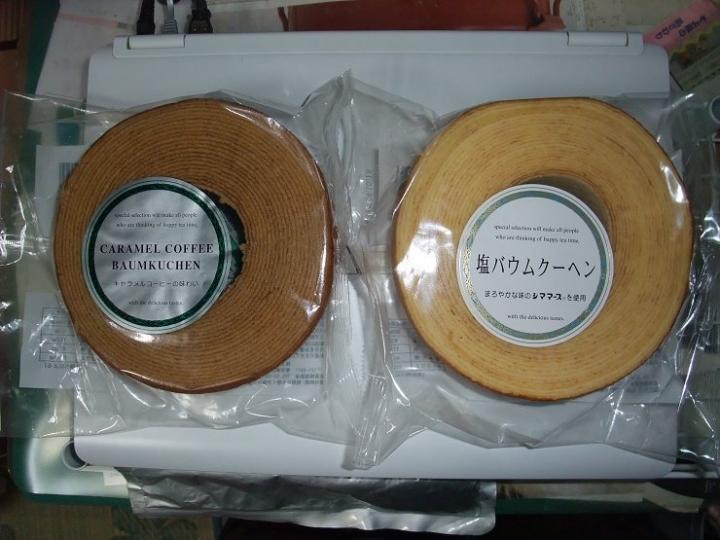 special selection will make all people
who are thinking of happy tea time.
CARAMEL COFFEE
BAUMKUCHEN
キャラメルコーヒーの味わい
with the delicious tastes.
special selection will make all people
who are thinking of happy tea time.
塩バウムクーヘン
まろやかな味のシママースを使用
with the delicious tastes.